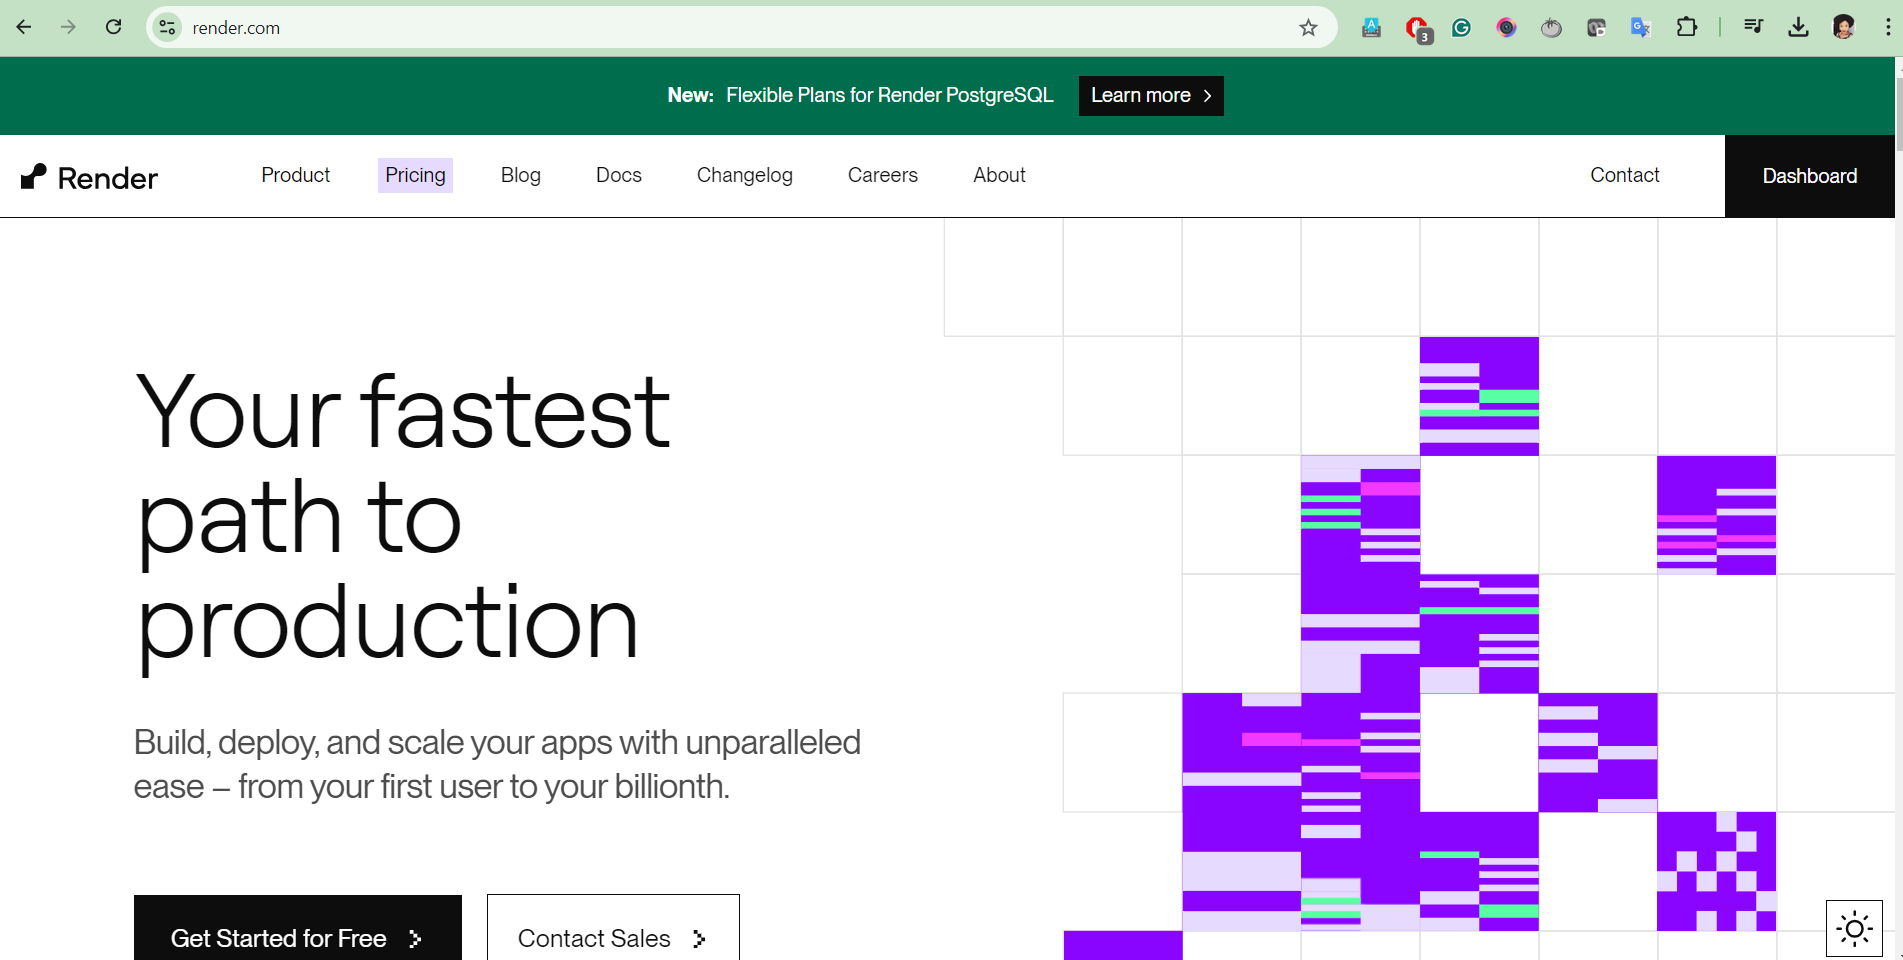 render.com
3
New: Flexible Plans for Render PostgreSQL Learn more
Render Product Pricing Blog Docs Changelog Careers About Contact Dashboard
Your fastest
path to
production
Build, deploy, and scale your apps with unparalleled
ease – from your first user to your billionth.
Get Started for Free Contact Sales